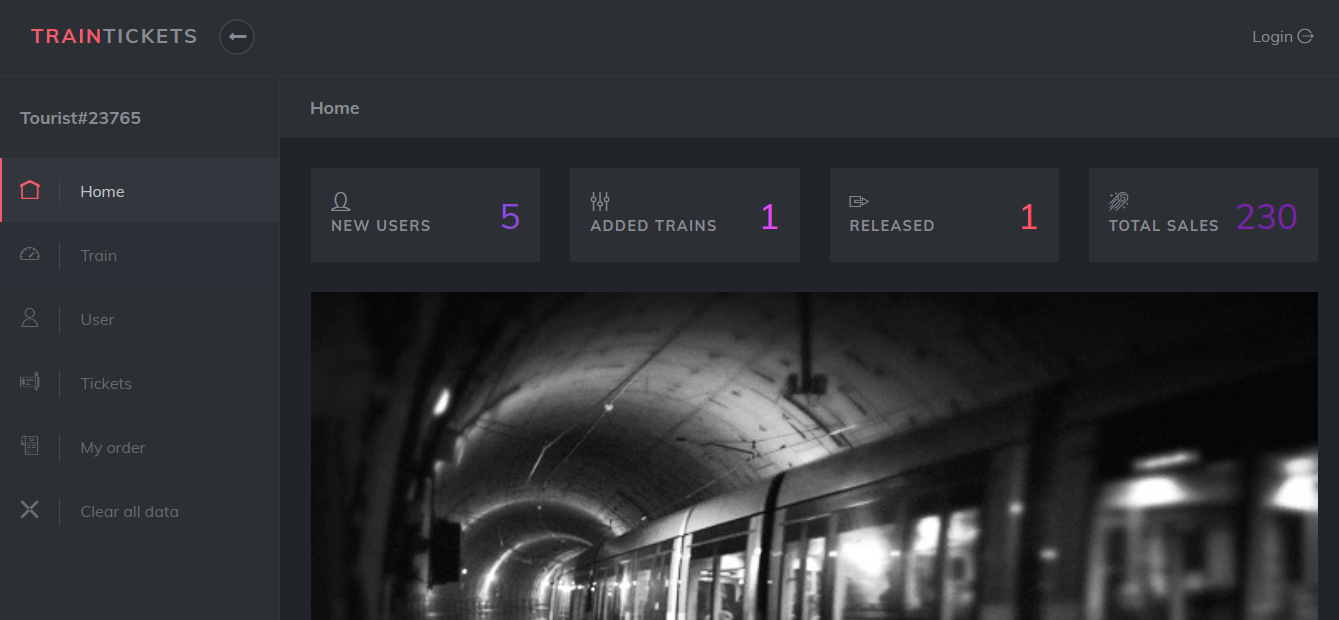 TRAINTICKETS
Login
Tourist#23765
Home
Home
Train
User
Tickets
My order
Clear all data
NEW USERS 5
ADDED TRAINS 1
RELEASED 1
TOTAL SALES 230